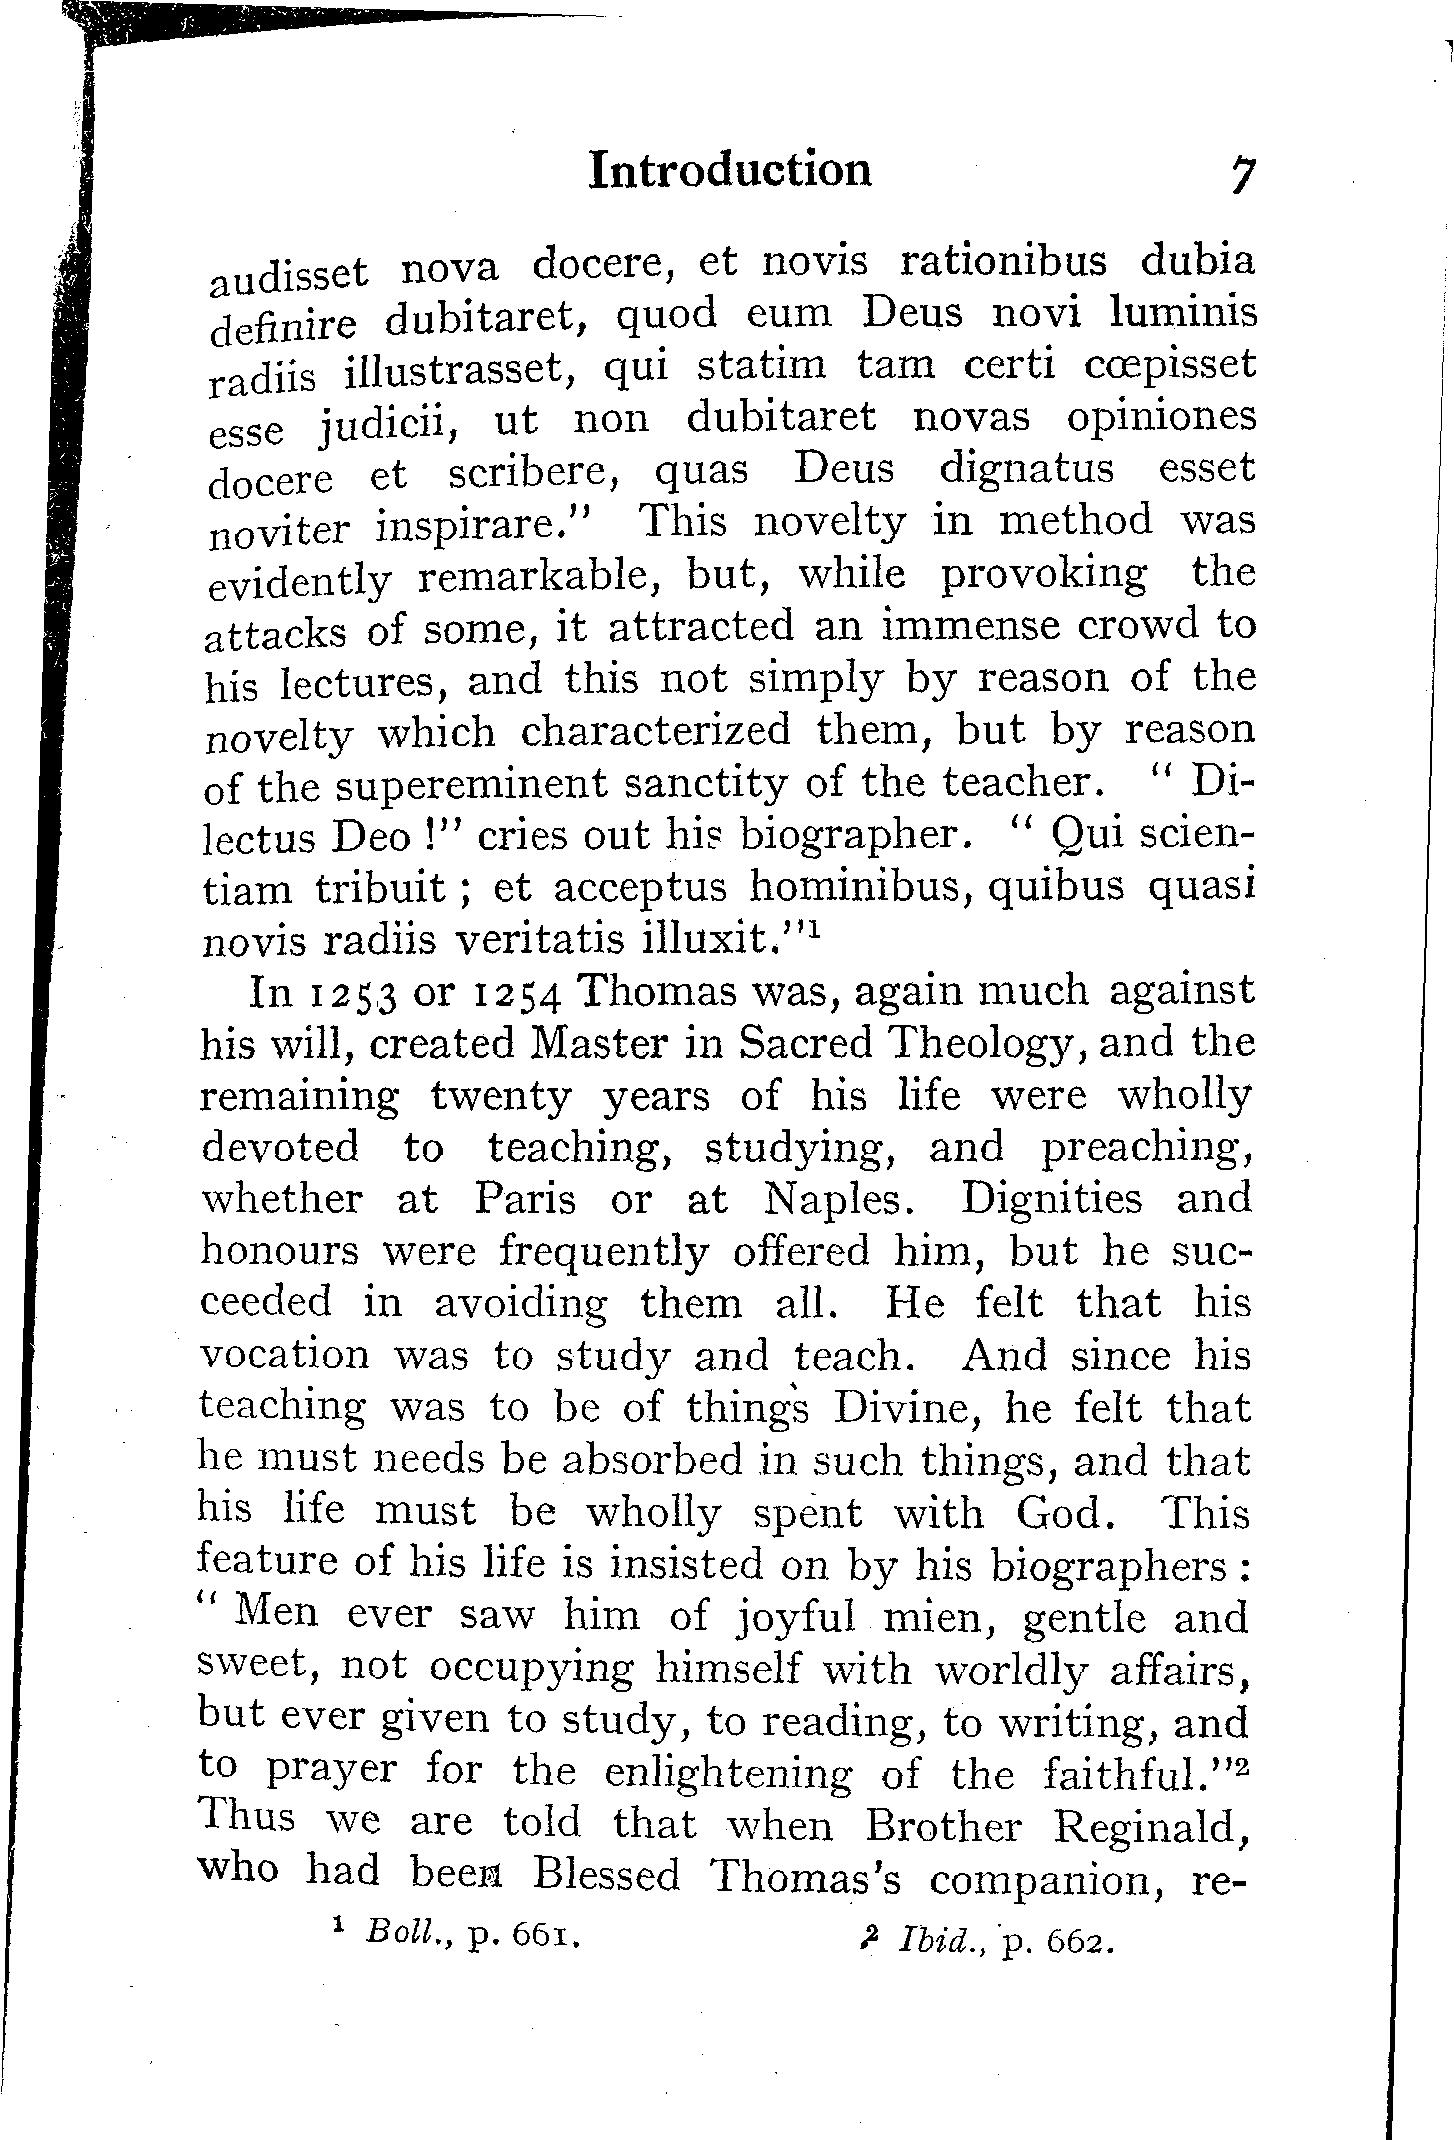 Introduction 7
audisset nova docere, et novis rationibus dubia
definire dubitaret, quod eum Deus novi luminis
radiis illustrasset, qui statim tam certi cœpisset
esse judicii, ut non dubitaret novas opiniones
docere et scribere, quas Deus dignatus esset
noviter inspirare.” This novelty in method was
evidently remarkable, but, while provoking the
attacks of some, it attracted an immense crowd to
his lectures, and this not simply by reason of the
novelty which characterized them, but by reason
of the supereminent sanctity of the teacher. “ Di-
lectus Deo !” cries out his biographer. “ Qui scien-
tiam tribuit ; et acceptus hominibus, quibus quasi
novis radiis veritatis illuxit.”¹
In 1253 or 1254 Thomas was, again much against
his will, created Master in Sacred Theology, and the
remaining twenty years of his life were wholly
devoted to teaching, studying, and preaching,
whether at Paris or at Naples. Dignities and
honours were frequently offered him, but he suc-
ceeded in avoiding them all. He felt that his
vocation was to study and teach. And since his
teaching was to be of things Divine, he felt that
he must needs be absorbed in such things, and that
his life must be wholly spent with God. This
feature of his life is insisted on by his biographers :
“ Men ever saw him of joyful mien, gentle and
sweet, not occupying himself with worldly affairs,
but ever given to study, to reading, to writing, and
to prayer for the enlightening of the faithful.”²
Thus we are told that when Brother Reginald,
who had been Blessed Thomas’s companion, re-
¹ Boll., p. 661. ² Ibid., p. 662.